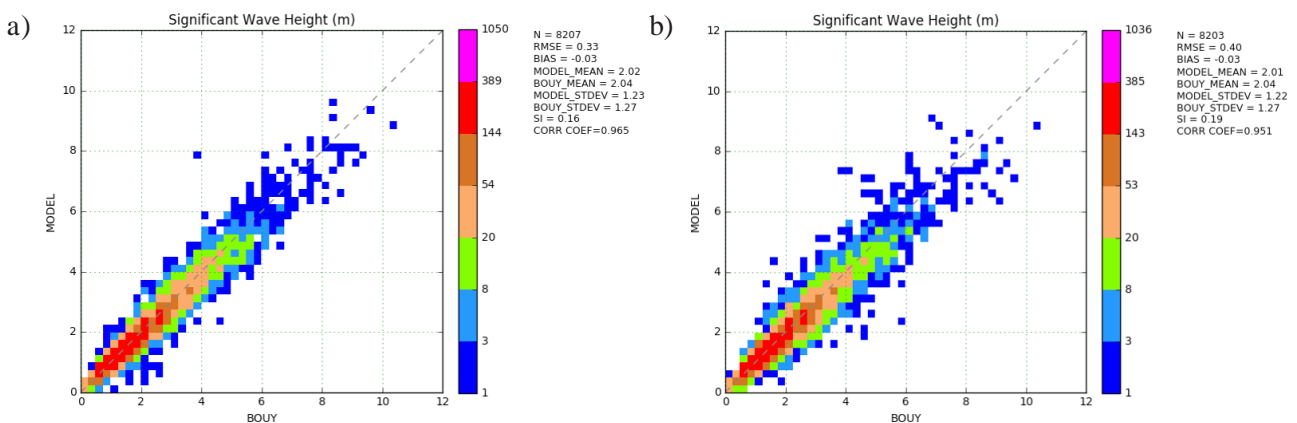 a)
Significant Wave Height (m)
12
10
8
6
4
2
0
MODEL
0 2 4 6 8 10 12
BOUY
1050
389
144
54
20
8
3
1
N = 8207
RMSE = 0.33
BIAS = -0.03
MODEL_MEAN = 2.02
BOUY_MEAN = 2.04
MODEL_STDEV = 1.23
BOUY_STDEV = 1.27
SI = 0.16
CORR COEF=0.965
b)
Significant Wave Height (m)
12
10
8
6
4
2
0
MODEL
0 2 4 6 8 10 12
BOUY
1036
385
143
53
20
8
3
1
N = 8203
RMSE = 0.40
BIAS = -0.03
MODEL_MEAN = 2.01
BOUY_MEAN = 2.04
MODEL_STDEV = 1.22
BOUY_STDEV = 1.27
SI = 0.19
CORR COEF=0.951